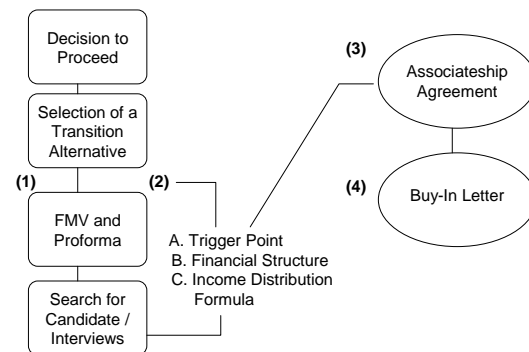 Decision to
Proceed
Selection of a
Transition
Alternative
(1)
FMV and
Proforma
Search for
Candidate /
Interviews
(2)
A. Trigger Point
B. Financial Structure
C. Income Distribution
Formula
(3)
Associateship
Agreement
(4)
Buy-In Letter